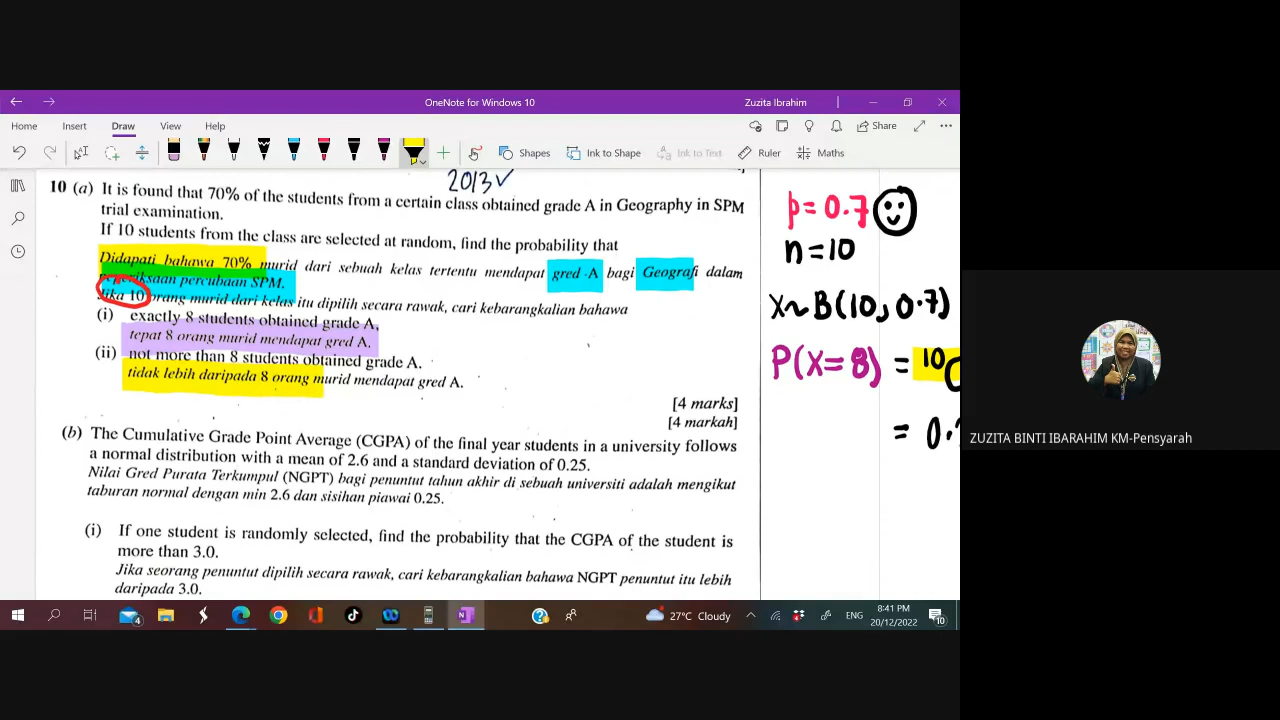 OneNote for Windows 10
Zuzita Ibrahim
Home Insert Draw View Help
Share
Shapes Ink to Shape Ink to Text Ruler Maths
2013✓
10 (a) It is found that 70% of the students from a certain class obtained grade A in Geography in SPM
trial examination.
If 10 students from the class are selected at random, find the probability that
Didapati bahawa 70% murid dari sebuah kelas tertentu mendapat gred A bagi Geografi dalam
peperiksaan percubaan SPM.
Jika 10 orang murid dari kelas itu dipilih secara rawak, cari kebarangkalian bahawa
(i) exactly 8 students obtained grade A,
tepat 8 orang murid mendapat gred A.
(ii) not more than 8 students obtained grade A.
tidak lebih daripada 8 orang murid mendapat gred A.
[4 marks]
[4 markah]
(b) The Cumulative Grade Point Average (CGPA) of the final year students in a university follows
a normal distribution with a mean of 2.6 and a standard deviation of 0.25.
Nilai Gred Purata Terkumpul (NGPT) bagi penuntut tahun akhir di sebuah universiti adalah mengikut
taburan normal dengan min 2.6 dan sisihan piawai 0.25.
(i) If one student is randomly selected, find the probability that the CGPA of the student is
more than 3.0.
Jika seorang penuntut dipilih secara rawak, cari kebarangkalian bahawa NGPT penuntut itu lebih
daripada 3.0.
p=0.7
n=10
X~B(10,0.7)
P(X=8) = 10
= 0.
ZUZITA BINTI IBARAHIM KM-Pensyarah
4
27°C Cloudy
ENG
8:41 PM
20/12/2022
10